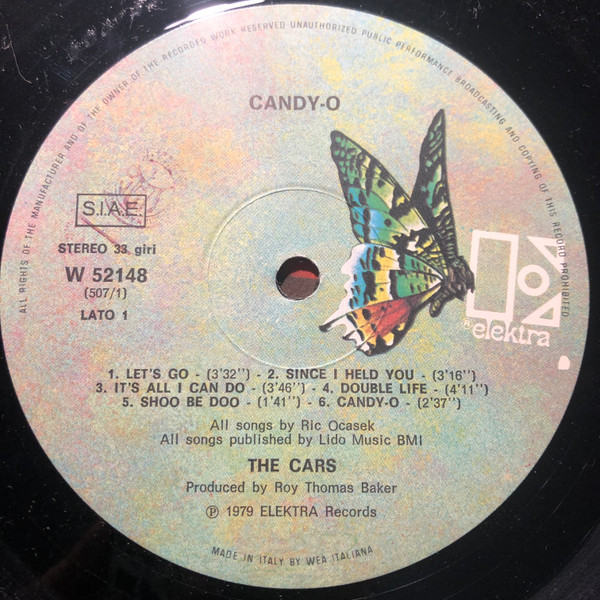 ALL RIGHTS OF THE MANUFACTURER AND OF THE OWNER OF THE RECORDED WORK RESERVED UNAUTHORIZED PUBLIC PERFORMANCE BROADCASTING AND COPYING OF THIS RECORD PROHIBITED
CANDY-O
S.I.A.E.
STEREO 33 giri
W 52148
(507/1)
LATO 1
® elektra
1. LET'S GO - (3'32'') - 2. SINCE I HELD YOU - (3'16'')
3. IT'S ALL I CAN DO - (3'46'') - 4. DOUBLE LIFE - (4'11'')
5. SHOO BE DOO - (1'41'') - 6. CANDY-O - (2'37'')
All songs by Ric Ocasek
All songs published by Lido Music BMI
THE CARS
Produced by Roy Thomas Baker
℗ 1979 ELEKTRA Records
MADE IN ITALY BY WEA ITALIANA